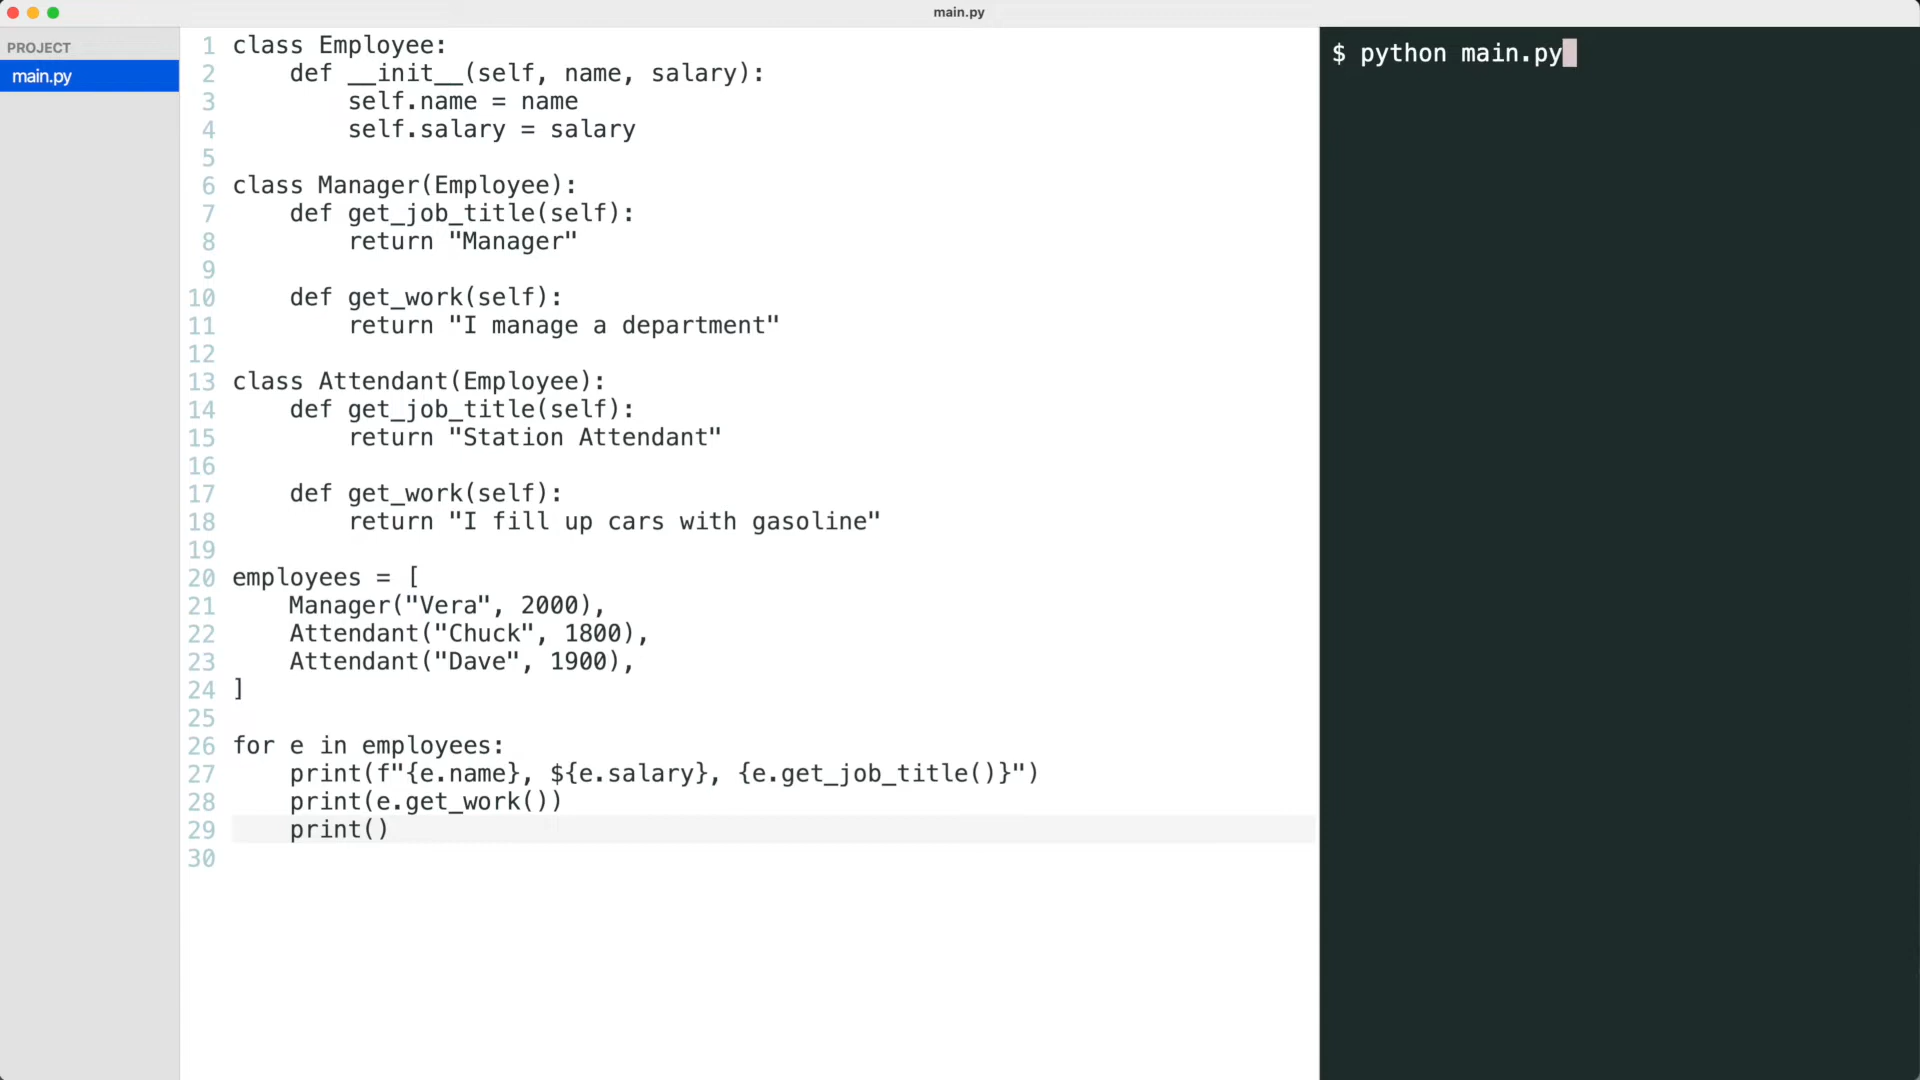 main.py
PROJECT
main.py
1 class Employee:
2     def __init__(self, name, salary):
3         self.name = name
4         self.salary = salary
5
6 class Manager(Employee):
7     def get_job_title(self):
8         return "Manager"
9
10     def get_work(self):
11         return "I manage a department"
12
13 class Attendant(Employee):
14     def get_job_title(self):
15         return "Station Attendant"
16
17     def get_work(self):
18         return "I fill up cars with gasoline"
19
20 employees = [
21     Manager("Vera", 2000),
22     Attendant("Chuck", 1800),
23     Attendant("Dave", 1900),
24 ]
25
26 for e in employees:
27     print(f"{e.name}, ${e.salary}, {e.get_job_title()}")
28     print(e.get_work())
29     print()
30
$ python main.py